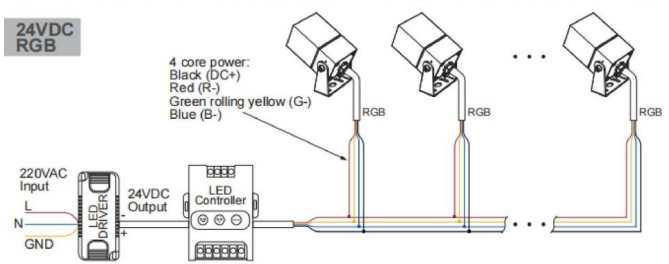 24VDC
RGB
4 core power:
Black (DC+)
Red (R-)
Green rolling yellow (G-)
Blue (B-)
RGB
RGB
RGB
220VAC
Input
L
N
GND
LED
DRIVER
24VDC
Output
-
+
LED
Controller